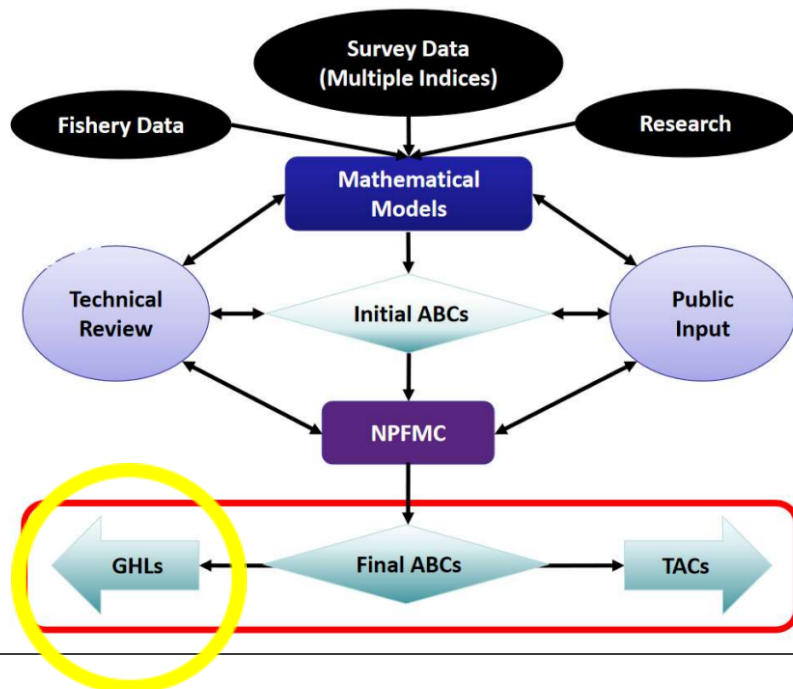 Survey Data
(Multiple Indices)
Fishery Data
Research
Mathematical
Models
Technical
Review
Initial ABCs
Public
Input
NPFMC
GHLs
Final ABCs
TACs